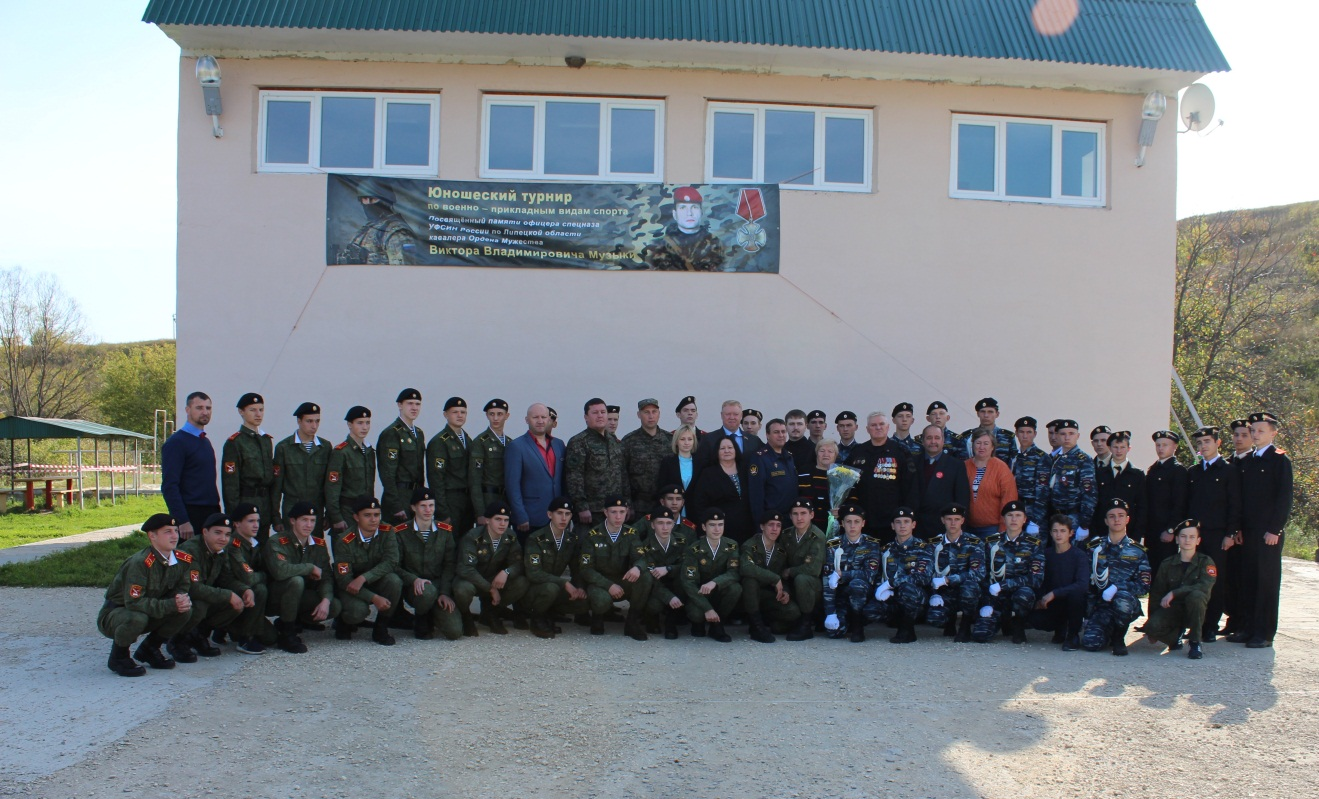 Юношеский турнир
по военно – прикладным видам спорта
Посвящённый памяти офицера спецназа
УФСИН России по Липецкой области
кавалера Ордена Мужества
Виктора Владимировича Музыки